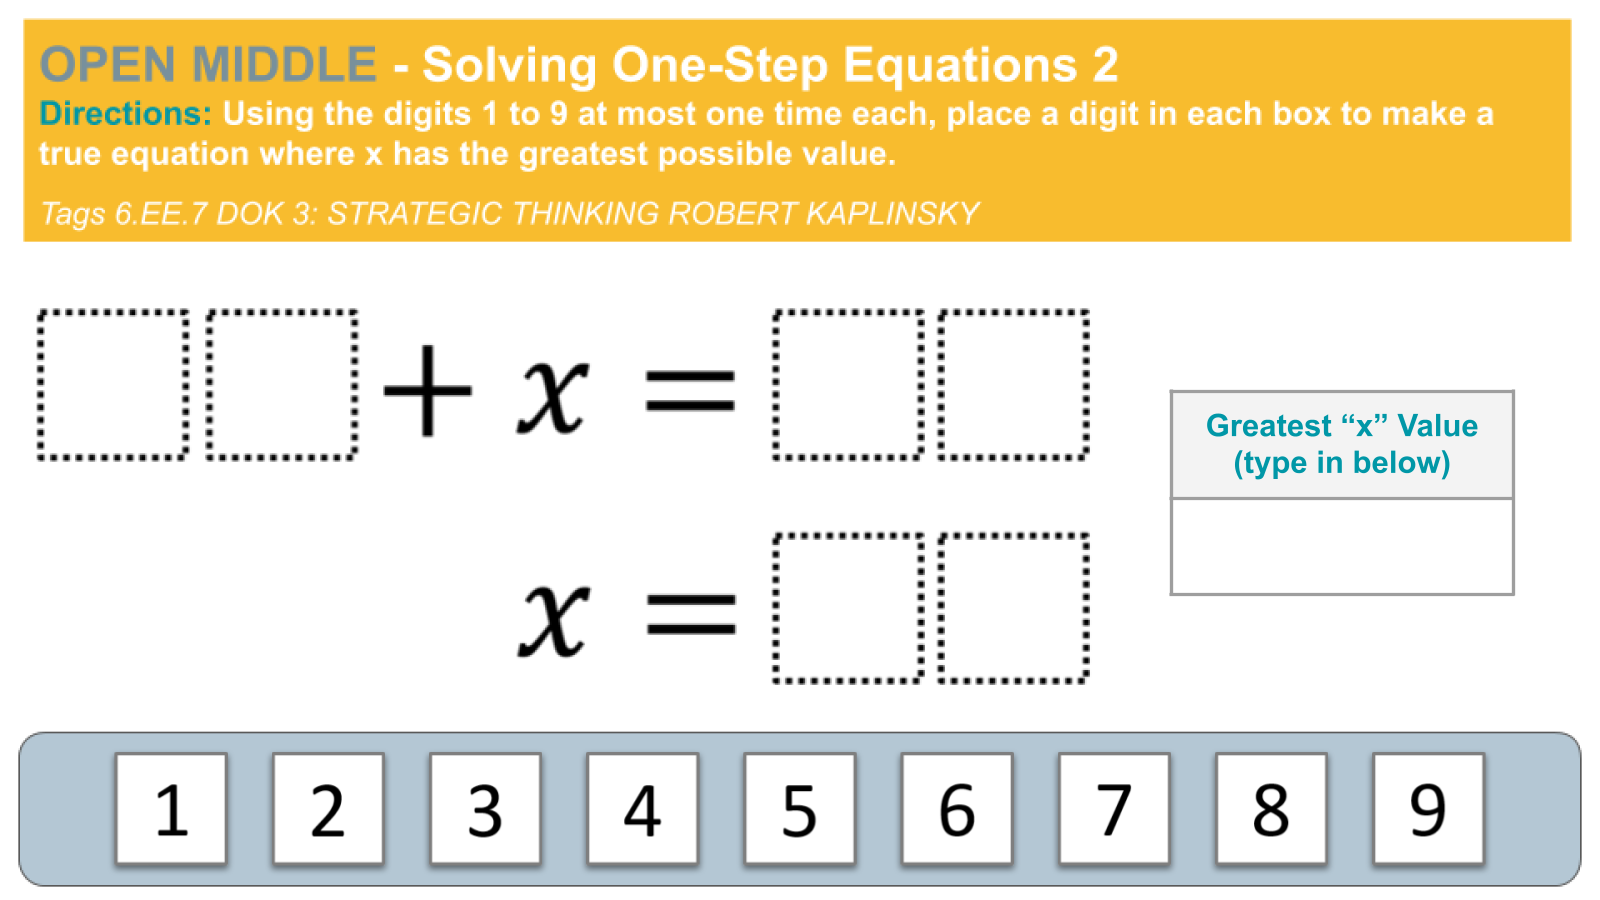 OPEN MIDDLE - Solving One-Step Equations 2
Directions: Using the digits 1 to 9 at most one time each, place a digit in each box to make a
true equation where x has the greatest possible value.
Tags 6.EE.7 DOK 3: STRATEGIC THINKING ROBERT KAPLINSKY
+ x =
Greatest “x” Value
(type in below)
x =
1 2 3 4 5 6 7 8 9